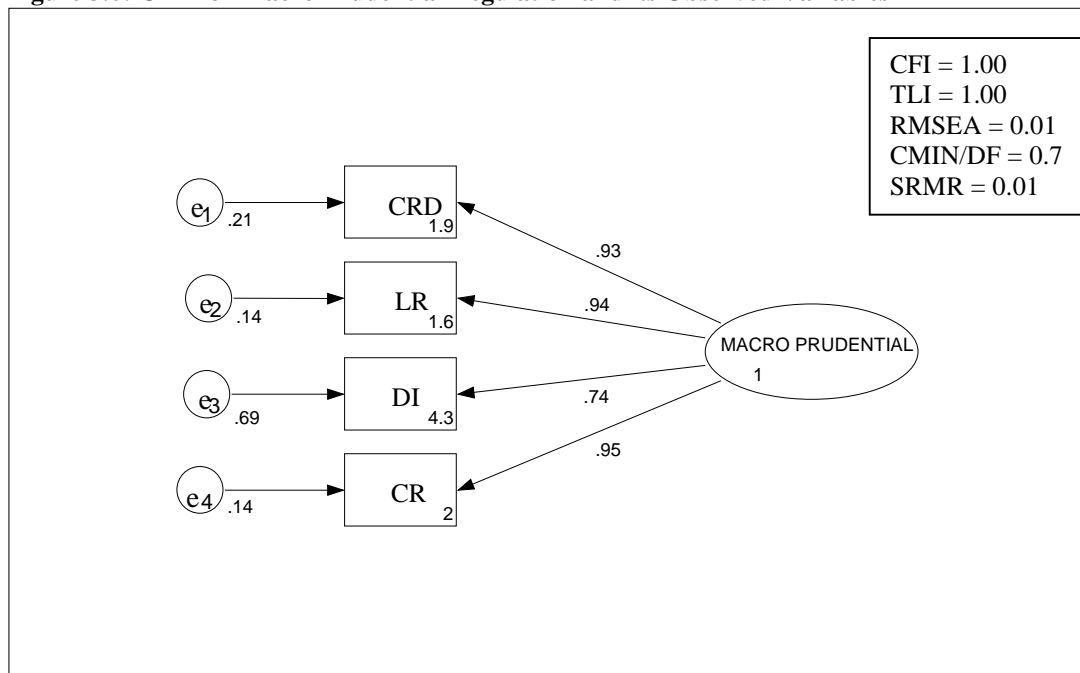 CFI = 1.00
TLI = 1.00
RMSEA = 0.01
CMIN/DF = 0.7
SRMR = 0.01
e1
.21
CRD
1.9
.93
e2
.14
LR
1.6
.94
MACRO PRUDENTIAL
1
e3
.69
DI
4.3
.74
.95
e4
.14
CR
2